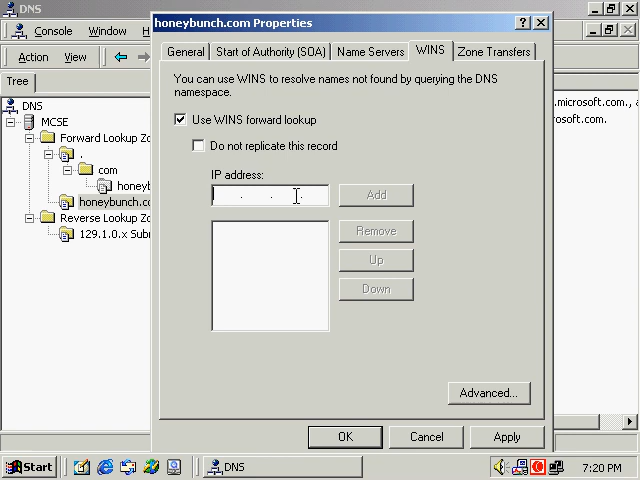 DNS
honeybunch.com Properties
Console Window H
Action View
General Start of Authority (SOA) Name Servers WINS Zone Transfers
Tree
You can use WINS to resolve names not found by querying the DNS
namespace.
DNS
MCSE
Forward Lookup Zo
.
com
honeyb
honeybunch.co
Reverse Lookup Zo
129.1.0.x Subn
.microsoft.com., a
osoft.com.
Use WINS forward lookup
Do not replicate this record
IP address:
. . .
Add
Remove
Up
Down
Advanced...
OK Cancel Apply
Start DNS 7:20 PM